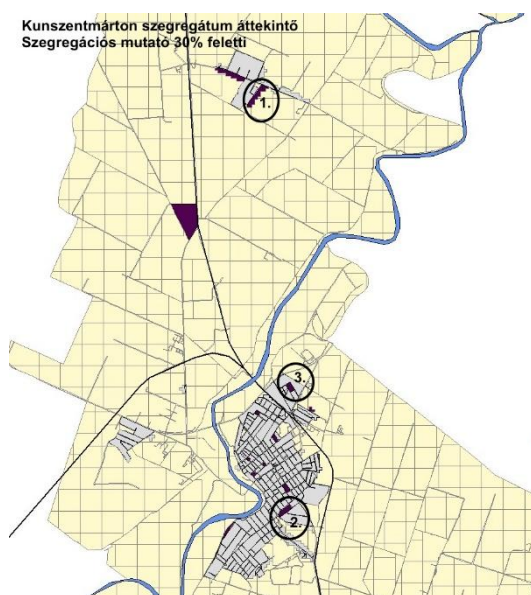 Kunszentmárton szegregátum áttekintő
Szegregációs mutató 30% feletti
1.
3.
2.